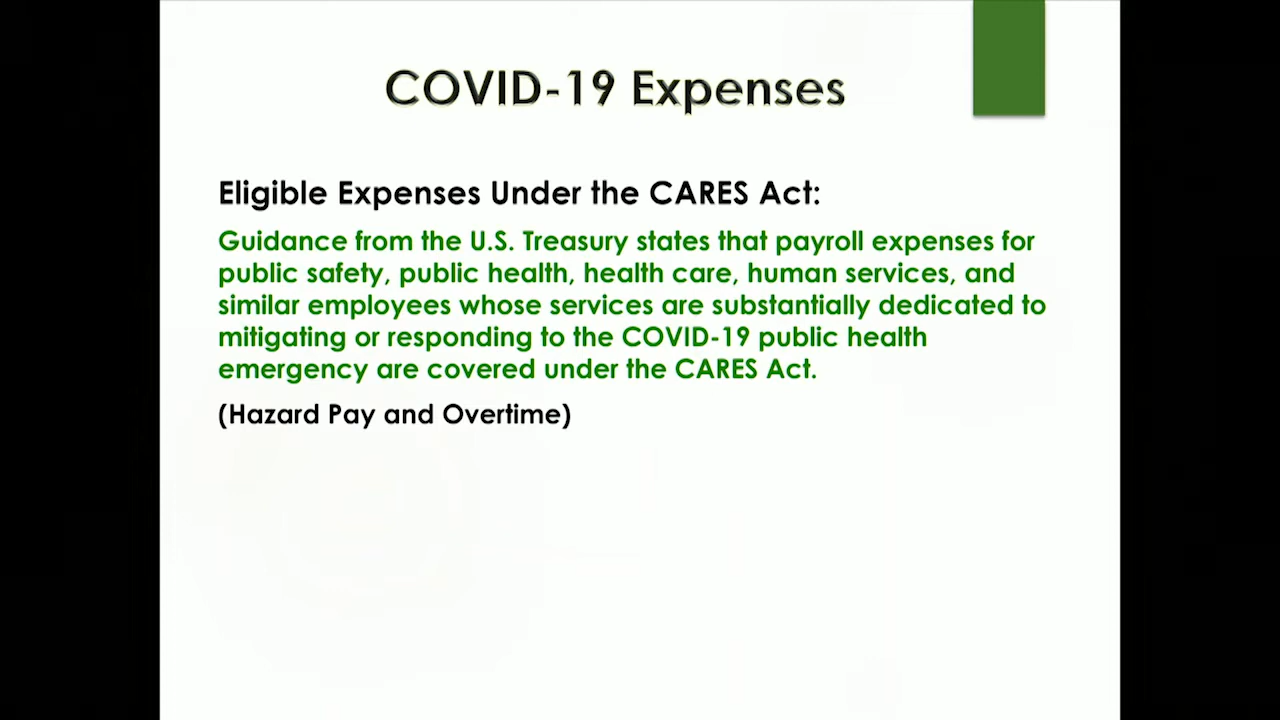 COVID-19 Expenses
Eligible Expenses Under the CARES Act:
Guidance from the U.S. Treasury states that payroll expenses for
public safety, public health, health care, human services, and
similar employees whose services are substantially dedicated to
mitigating or responding to the COVID-19 public health
emergency are covered under the CARES Act.
(Hazard Pay and Overtime)